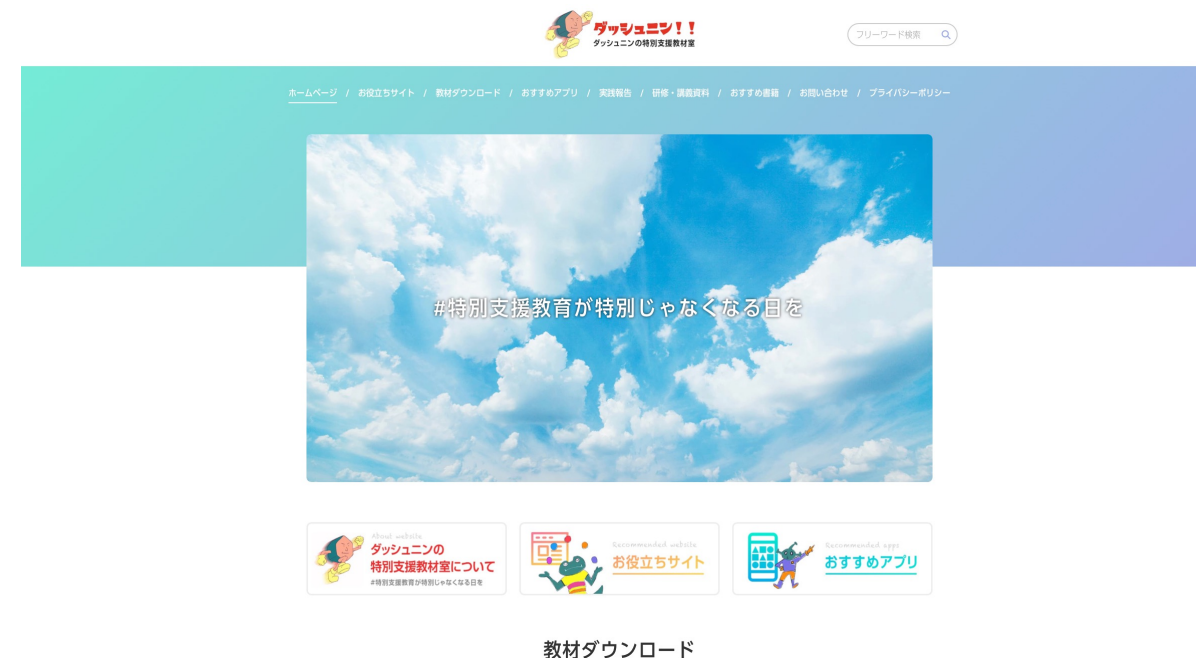 ダッシュニン！！
ダッシュニンの特別支援教材室
フリーワード検索
ホームページ / お役立ちサイト / 教材ダウンロード / おすすめアプリ / 実践報告 / 研修・講義資料 / おすすめ書籍 / お問い合わせ / プライバシーポリシー
#特別支援教育が特別じゃなくなる日を
About website
ダッシュニンの
特別支援教材室について
#特別支援教育が特別じゃなくなる日を
Recommended website
お役立ちサイト
Recommended apps
おすすめアプリ
教材ダウンロード